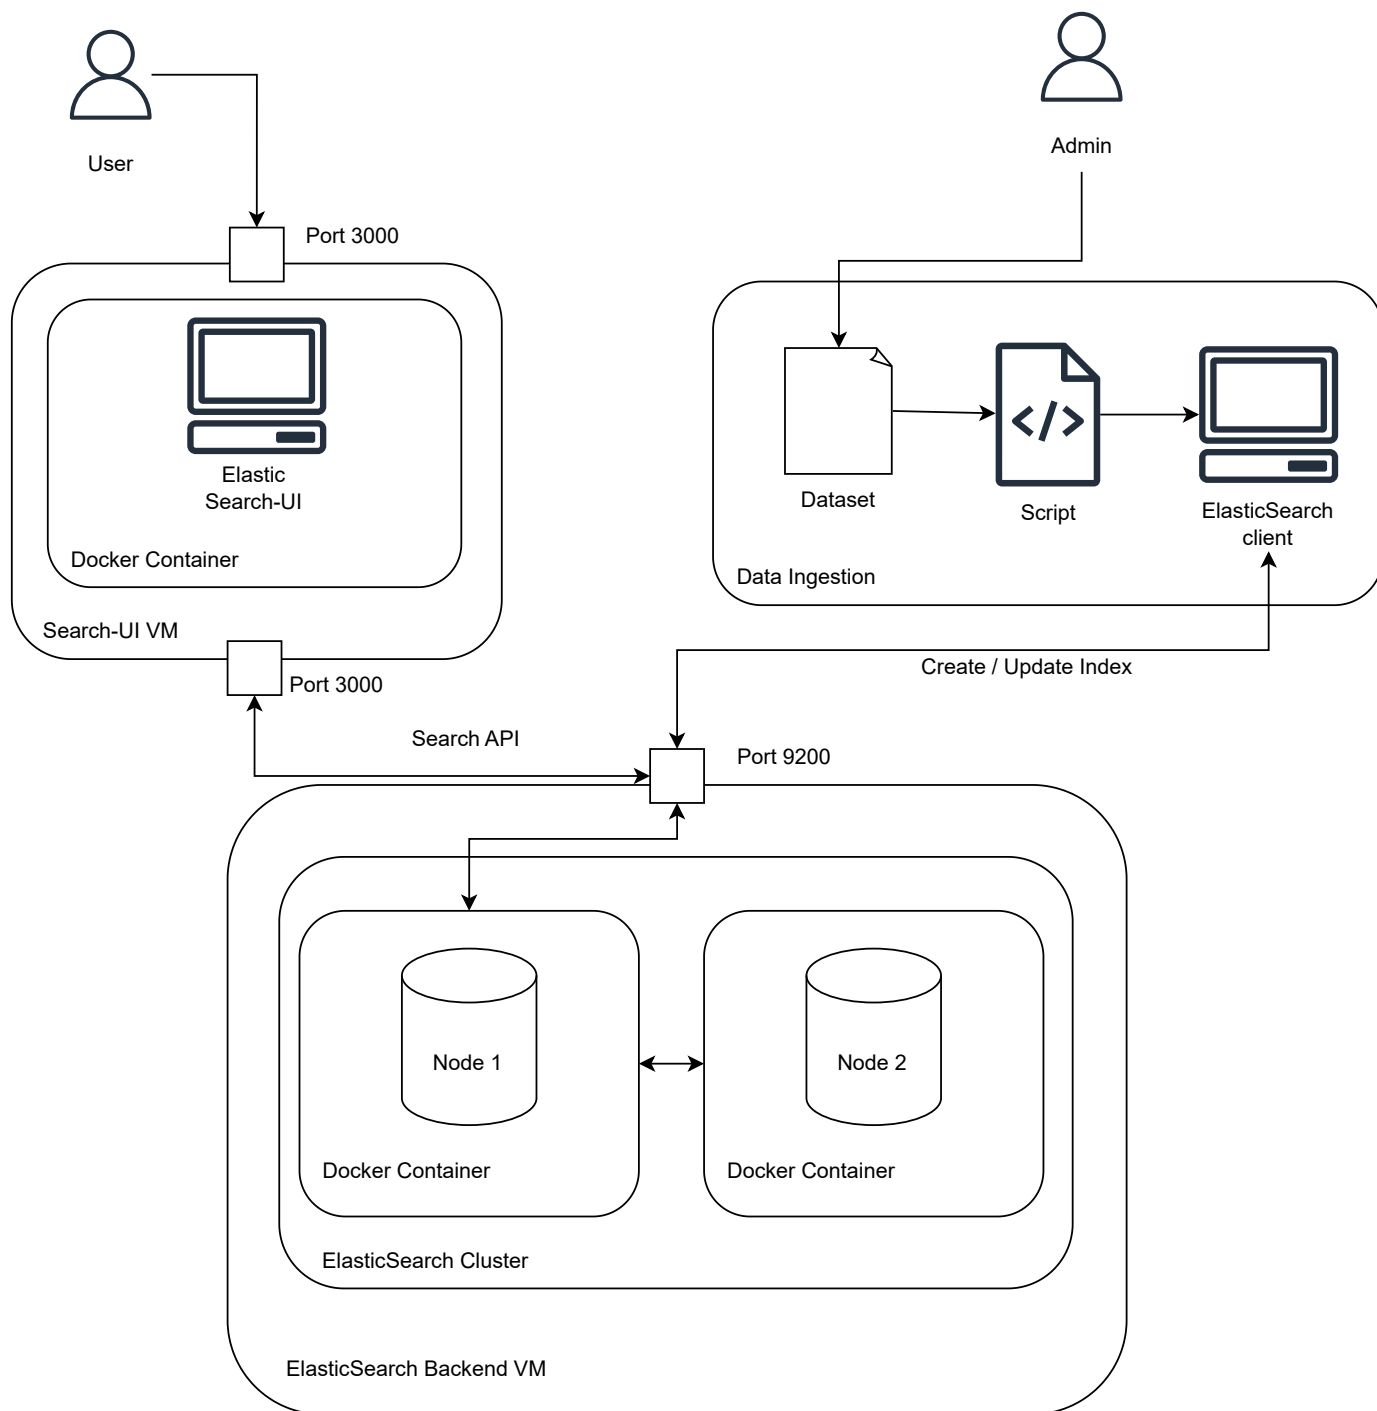 User
Admin
Port 3000
Elastic
Search-UI
Docker Container
Search-UI VM
Port 3000
Dataset
Script
ElasticSearch
client
Data Ingestion
Create / Update Index
Search API
Port 9200
Node 1
Node 2
Docker Container
Docker Container
ElasticSearch Cluster
ElasticSearch Backend VM